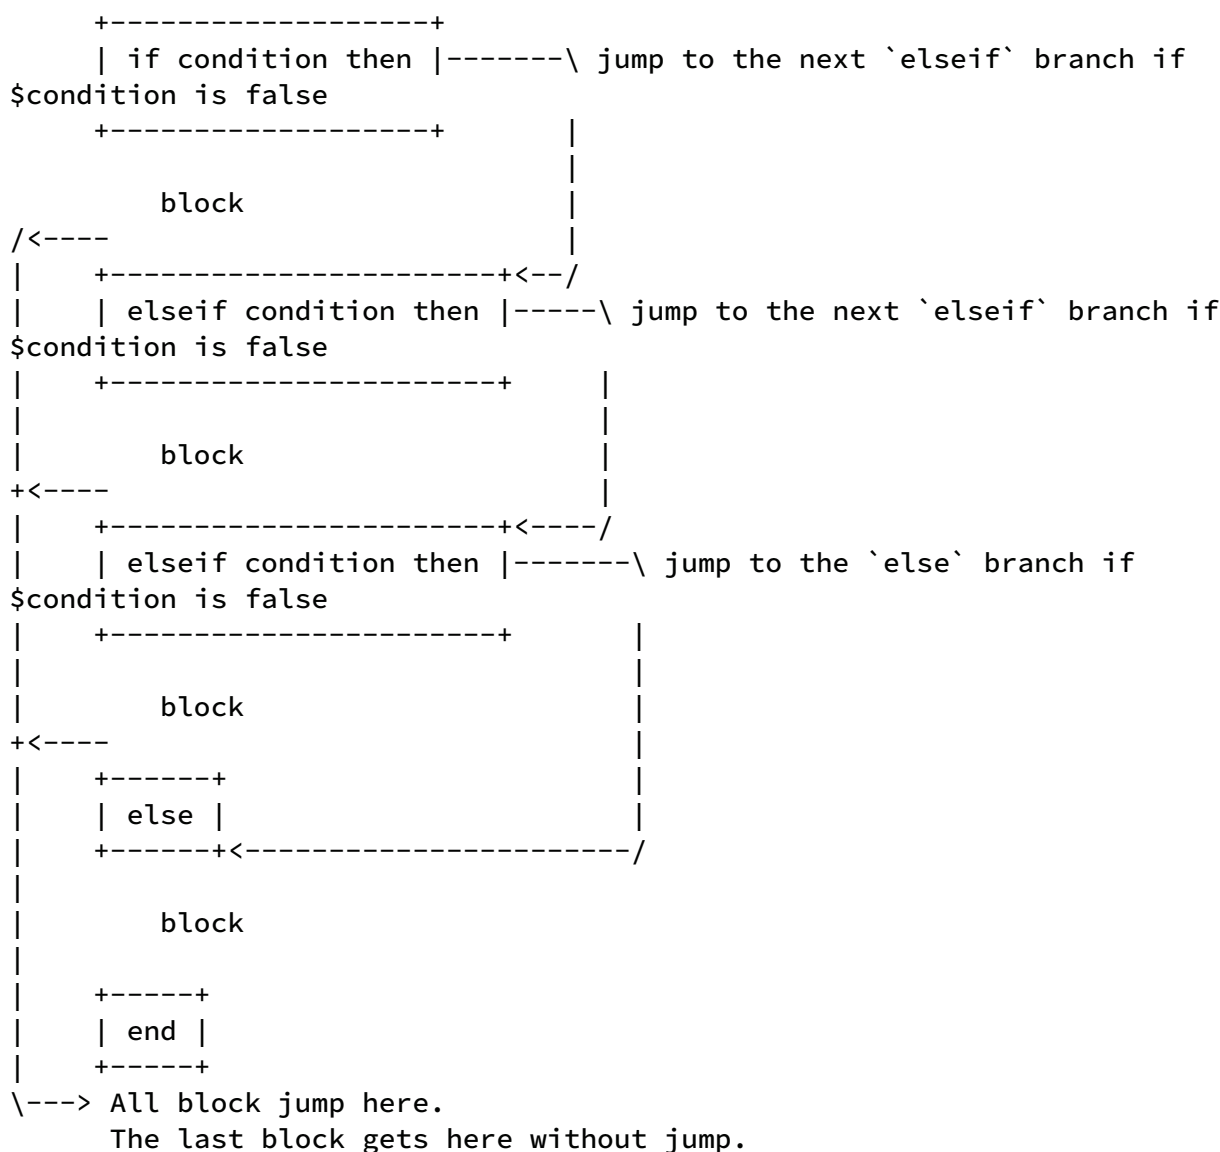 +-------------------+
     | if condition then |-------\ jump to the next `elseif` branch if
$condition is false
     +-------------------+       |
                                 |
         block                   |
/<----                           |
|    +-----------------------+<--/
|    | elseif condition then |-----\ jump to the next `elseif` branch if
$condition is false
|    +-----------------------+     |
|                                  |
|        block                     |
+<----                             |
|    +-----------------------+<----/
|    | elseif condition then |-------\ jump to the `else` branch if
$condition is false
|    +-----------------------+       |
|                                    |
|        block                       |
+<----                               |
|    +------+                        |
|    | else |                        |
|    +------+<-----------------------/
|
|        block
|
|    +-----+
|    | end |
|    +-----+
\---> All block jump here.
      The last block gets here without jump.